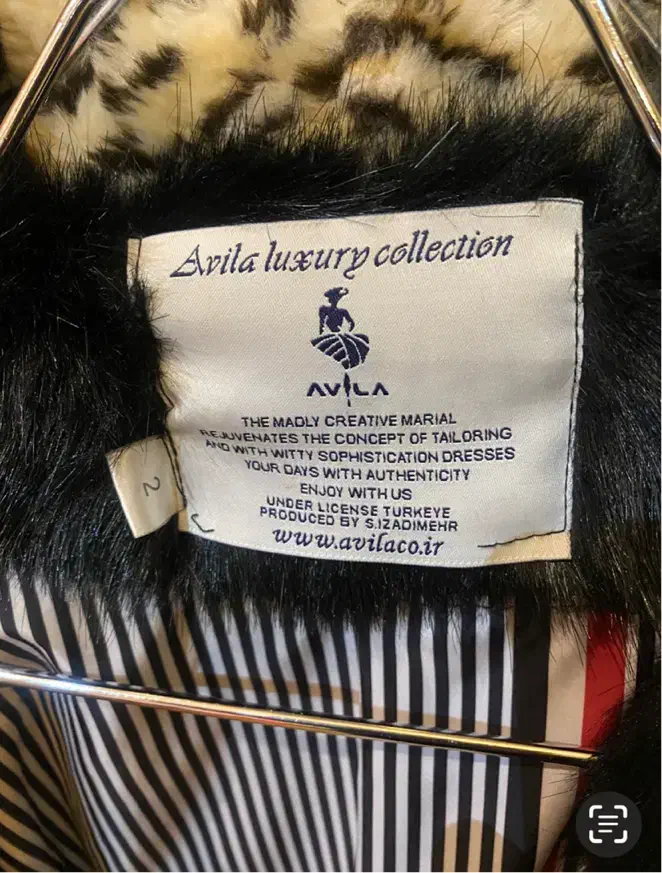 Avila luxury collection
AVILA
THE MADLY CREATIVE MARIAL
REJUVENATES THE CONCEPT OF TAILORING
AND WITH WITTY SOPHISTICATION DRESSES
YOUR DAYS WITH AUTHENTICITY
ENJOY WITH US
UNDER LICENSE TURKEYE
PRODUCED BY S.IZADIMEHR
www.avilaco.ir
2